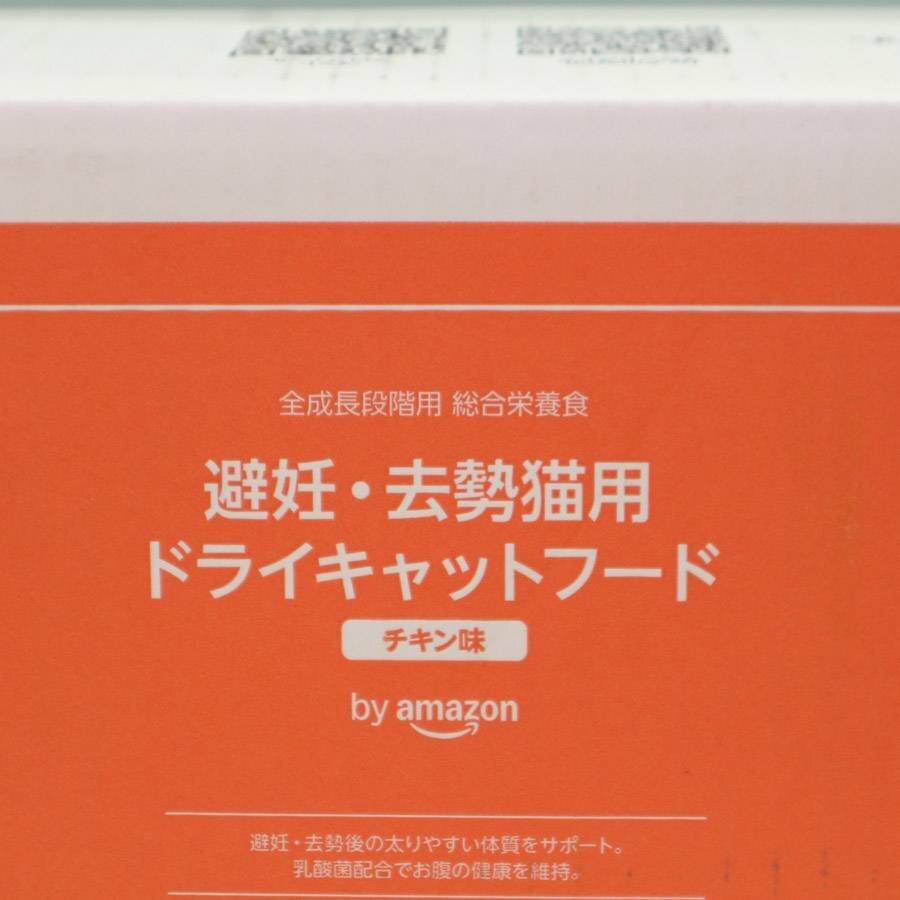 全成長段階用 総合栄養食
避妊・去勢猫用
ドライキャットフード
チキン味
by amazon
避妊・去勢後の太りやすい体質をサポート。
乳酸菌配合でお腹の健康を維持。